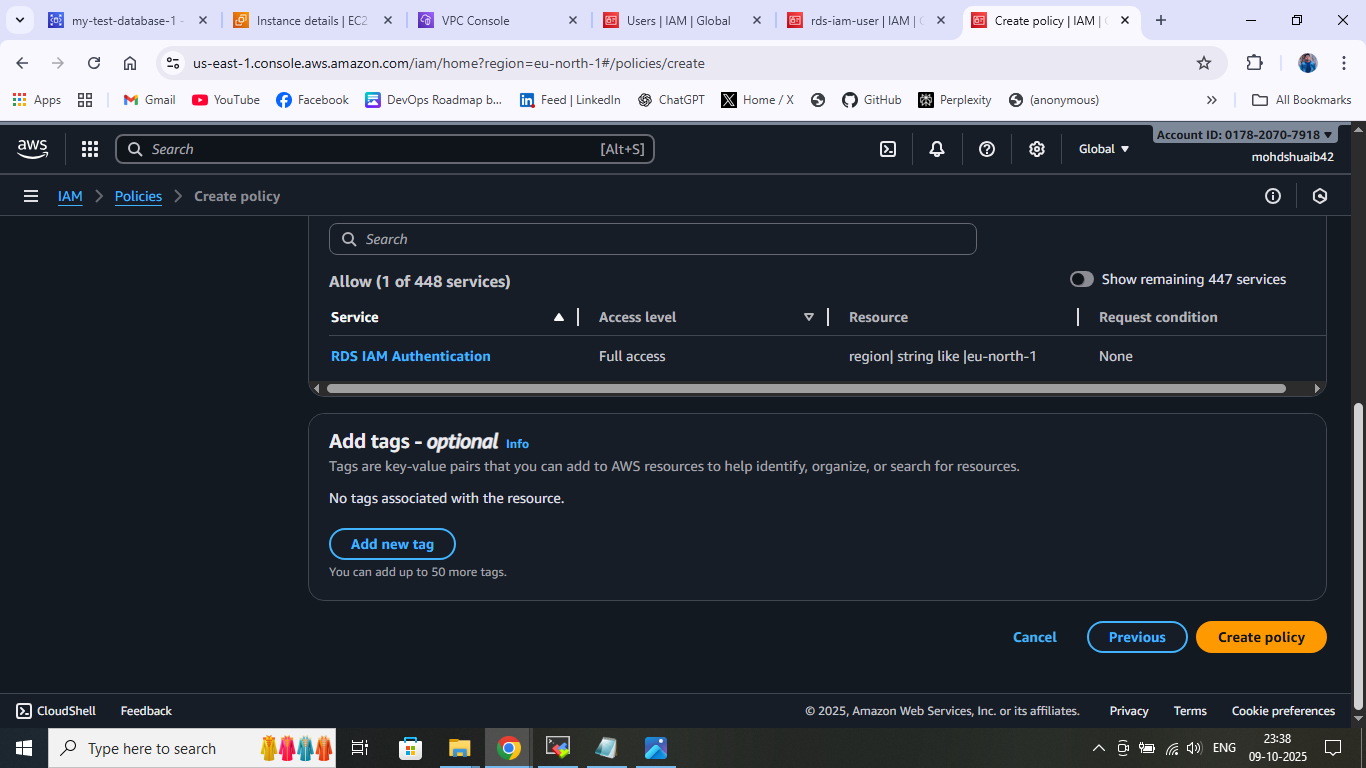 my-test-database-1 -
Instance details | EC2
VPC Console
Users | IAM | Global
rds-iam-user | IAM |
Create policy | IAM |
us-east-1.console.aws.amazon.com/iam/home?region=eu-north-1#/policies/create
Apps
Gmail
YouTube
Facebook
DevOps Roadmap b...
Feed | LinkedIn
ChatGPT
Home / X
GitHub
Perplexity
(anonymous)
All Bookmarks
aws
Search
[Alt+S]
Global
Account ID: 0178-2070-7918
mohdshuaib42
IAM
Policies
Create policy
Search
Allow (1 of 448 services)
Show remaining 447 services
Service
Access level
Resource
Request condition
RDS IAM Authentication
Full access
region| string like |eu-north-1
None
Add tags - optional Info
Tags are key-value pairs that you can add to AWS resources to help identify, organize, or search for resources.
No tags associated with the resource.
Add new tag
You can add up to 50 more tags.
Cancel
Previous
Create policy
CloudShell
Feedback
© 2025, Amazon Web Services, Inc. or its affiliates.
Privacy
Terms
Cookie preferences
Type here to search
ENG
23:38
09-10-2025